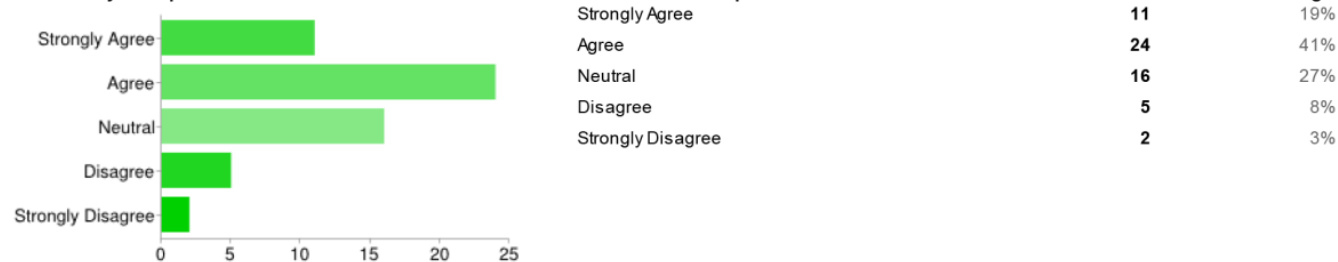 Strongly Agree
Agree
Neutral
Disagree
Strongly Disagree
0 5 10 15 20 25
Strongly Agree 11 19%
Agree 24 41%
Neutral 16 27%
Disagree 5 8%
Strongly Disagree 2 3%